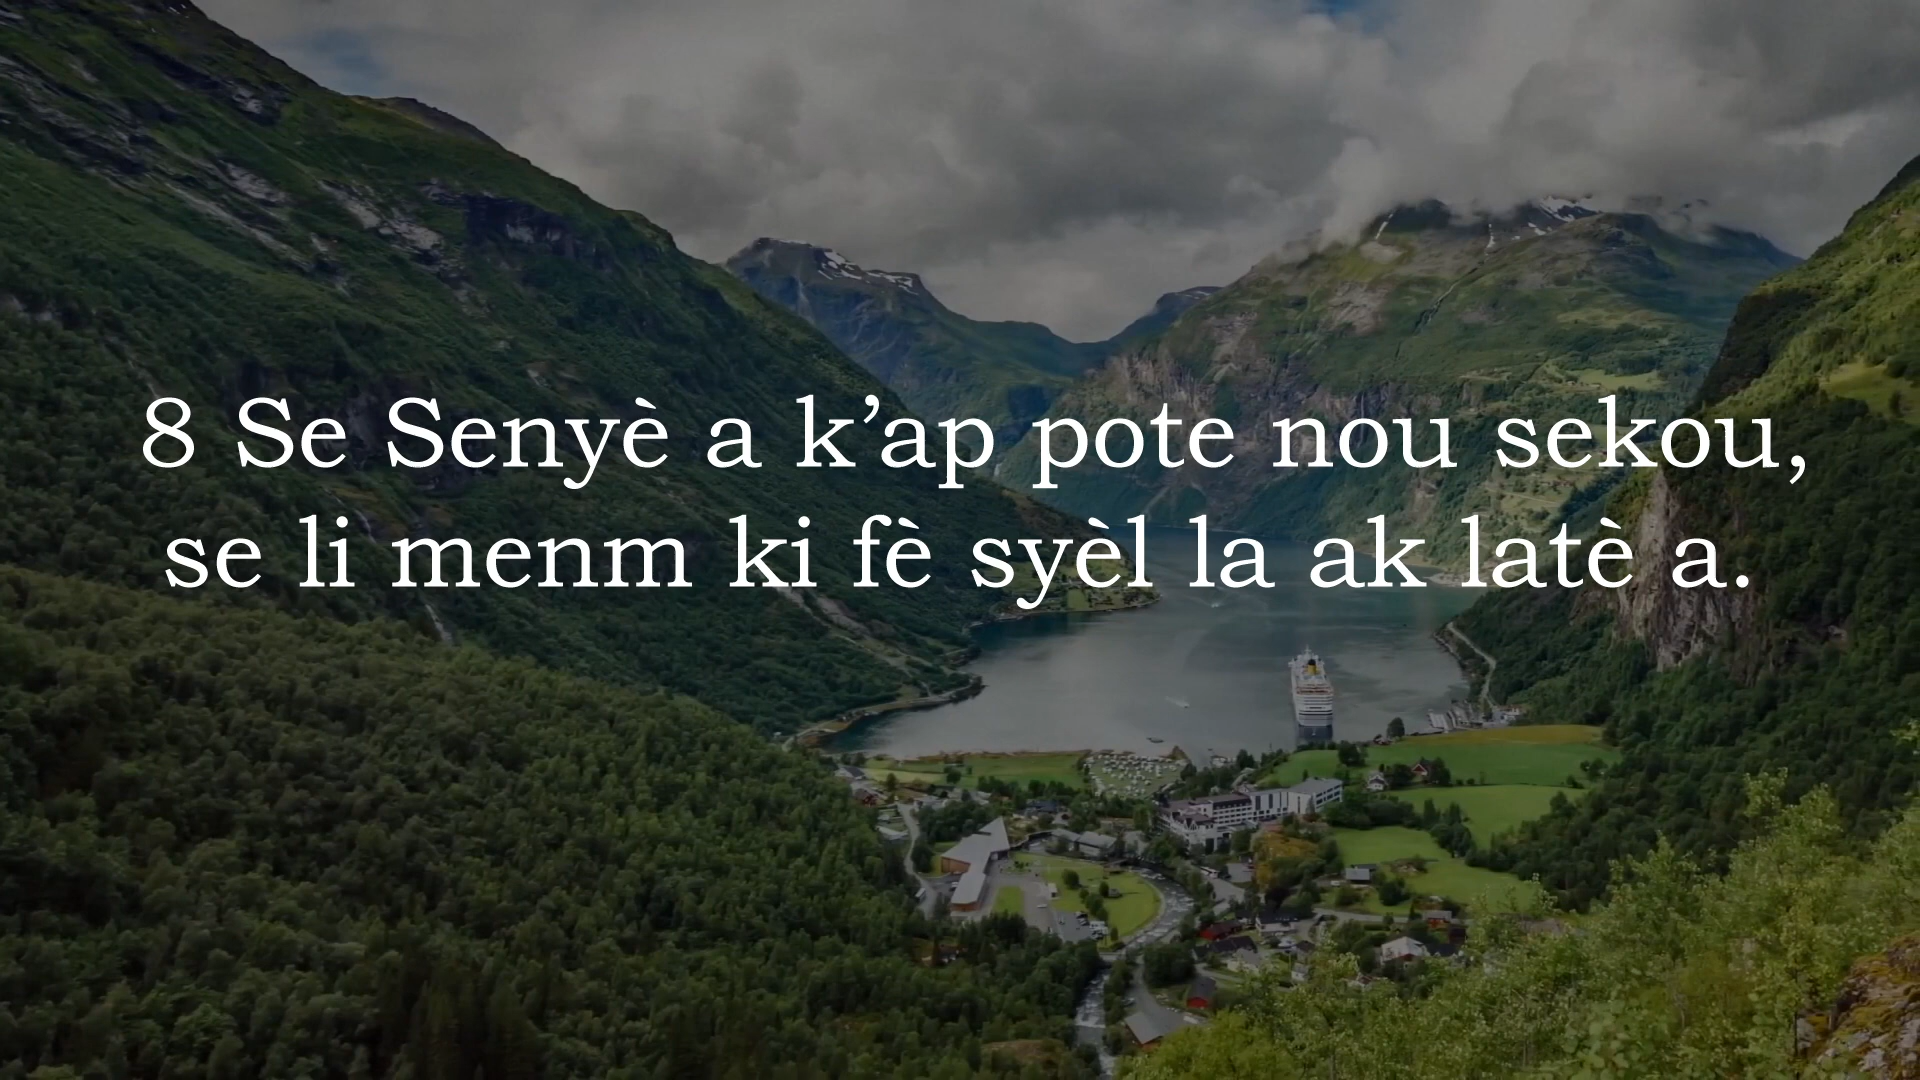 8 Se Senyè a k’ap pote nou sekou,
se li menm ki fè syèl la ak latè a.